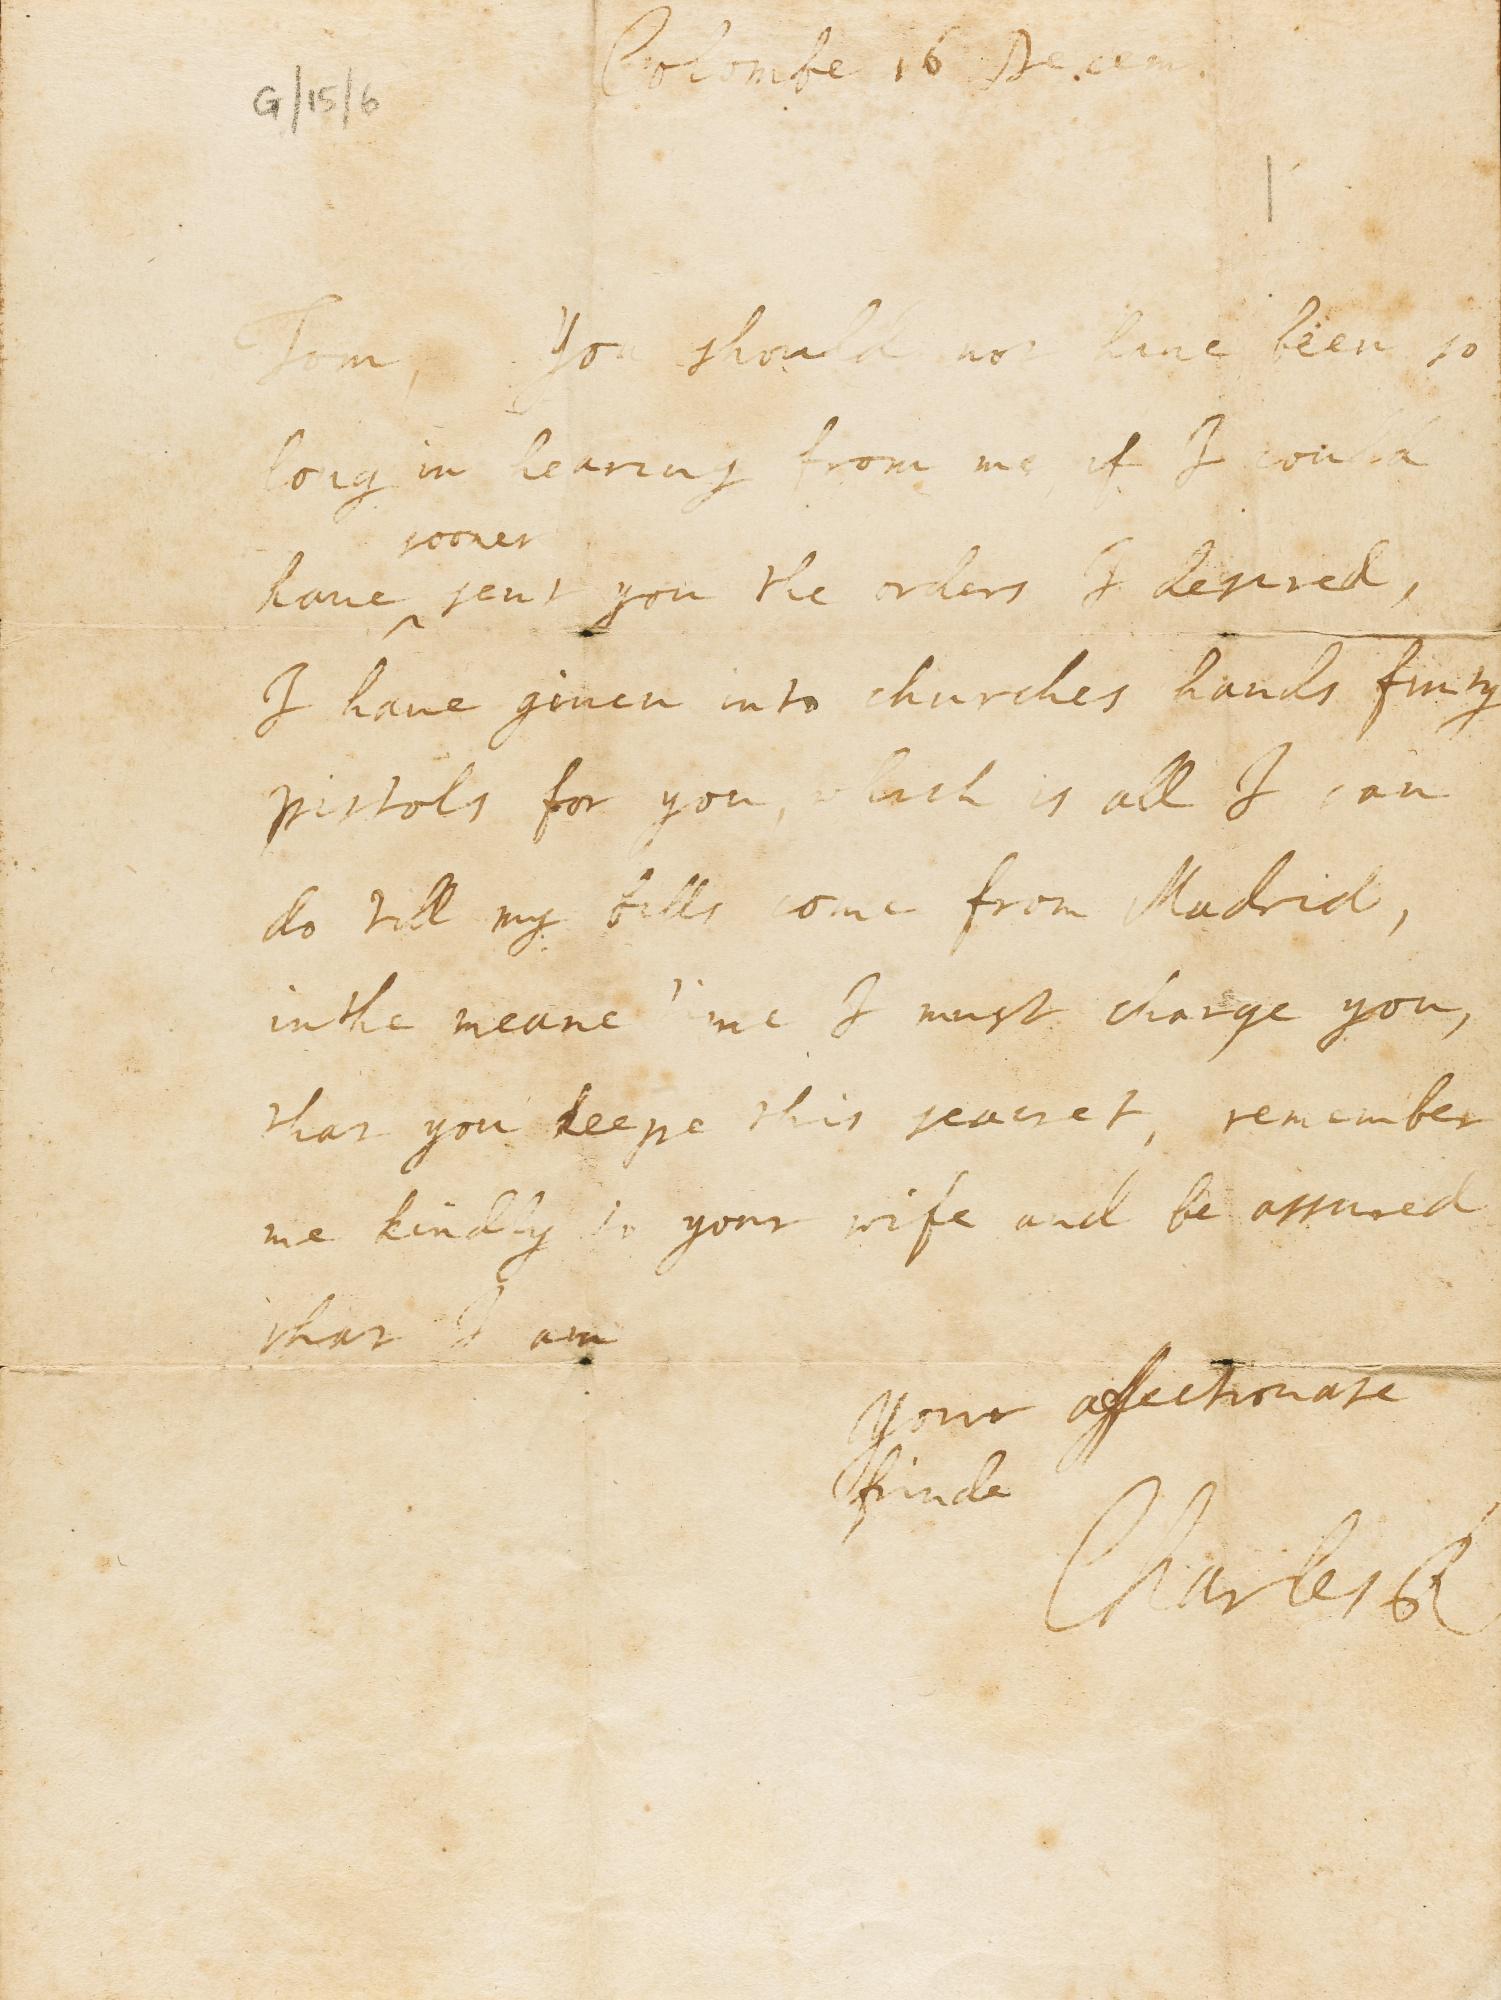 Colombe 16 Decem.
G/15/6
Tom, You should not haue been so
long in hearing from me if I could
sooner
haue ^ sent you the orders I desired,
I haue giuen into churches hands
pistols for you, which is all I can
do till my bills come from Madrid,
inthe meane time I must charge you,
that you keepe this seacret, remember
me kindly to your wife and be assured
that I am
your affectionate
frinde
Charles R